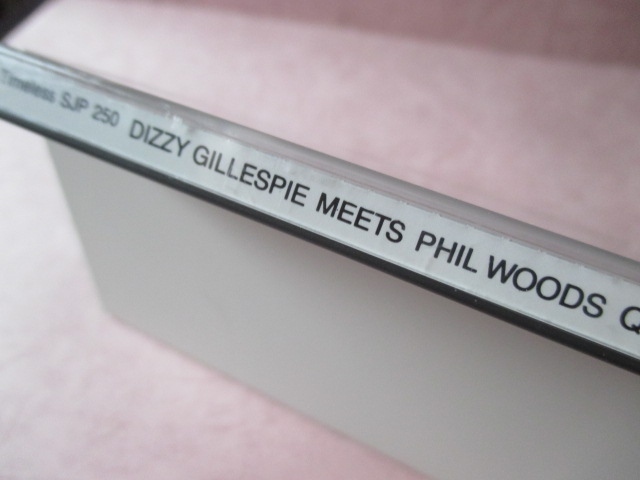 Timeless SJP 250 DIZZY GILLESPIE MEETS PHIL WOODS Q